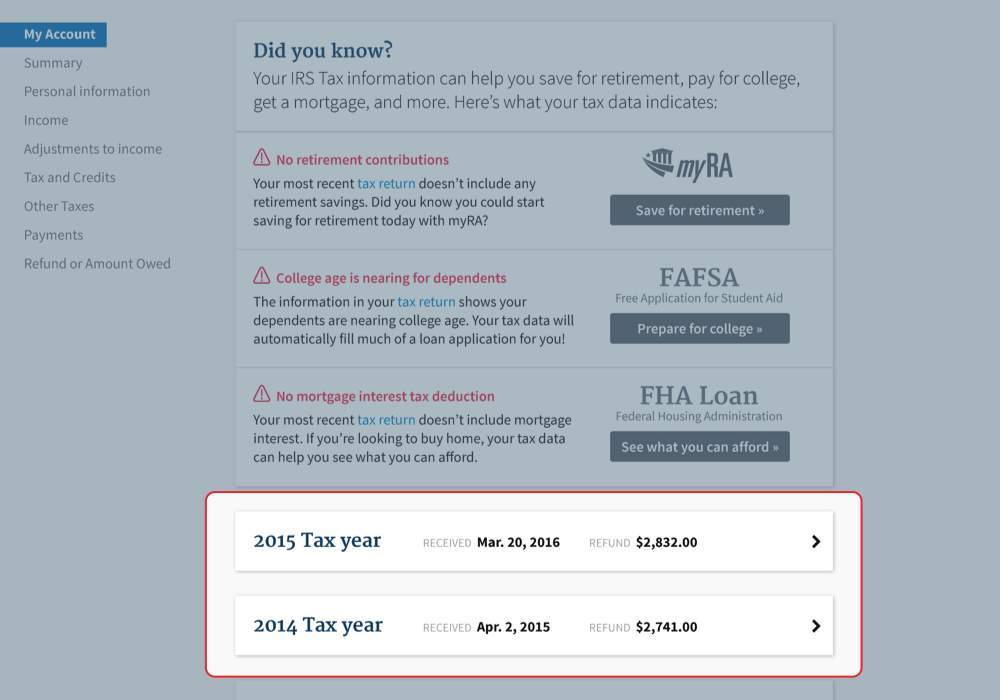 My Account
Summary
Personal information
Income
Adjustments to income
Tax and Credits
Other Taxes
Payments
Refund or Amount Owed
Did you know?
Your IRS Tax information can help you save for retirement, pay for college,
get a mortgage, and more. Here’s what your tax data indicates:
No retirement contributions
Your most recent tax return doesn’t include any
retirement savings. Did you know you could start
saving for retirement today with myRA?
myRA
Save for retirement »
College age is nearing for dependents
The information in your tax return shows your
dependents are nearing college age. Your tax data will
automatically fill much of a loan application for you!
FAFSA
Free Application for Student Aid
Prepare for college »
No mortgage interest tax deduction
Your most recent tax return doesn’t include mortgage
interest. If you’re looking to buy home, your tax data
can help you see what you can afford.
FHA Loan
Federal Housing Administration
See what you can afford »
2015 Tax year RECEIVED Mar. 20, 2016 REFUND $2,832.00
2014 Tax year RECEIVED Apr. 2, 2015 REFUND $2,741.00